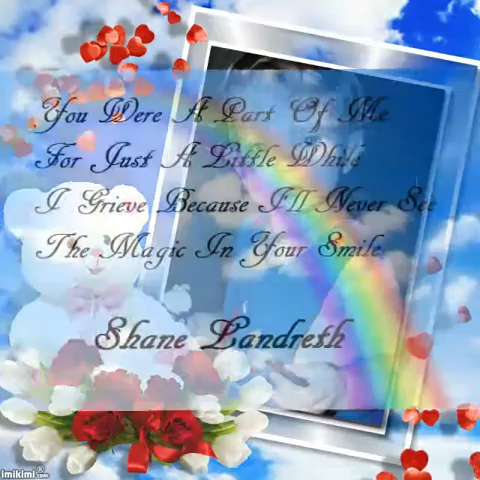 You Were A Part Of Me
For Just A Little While
I Grieve Because I'll Never See
The Magic In Your Smile
Shane Landreth
imikimi.com